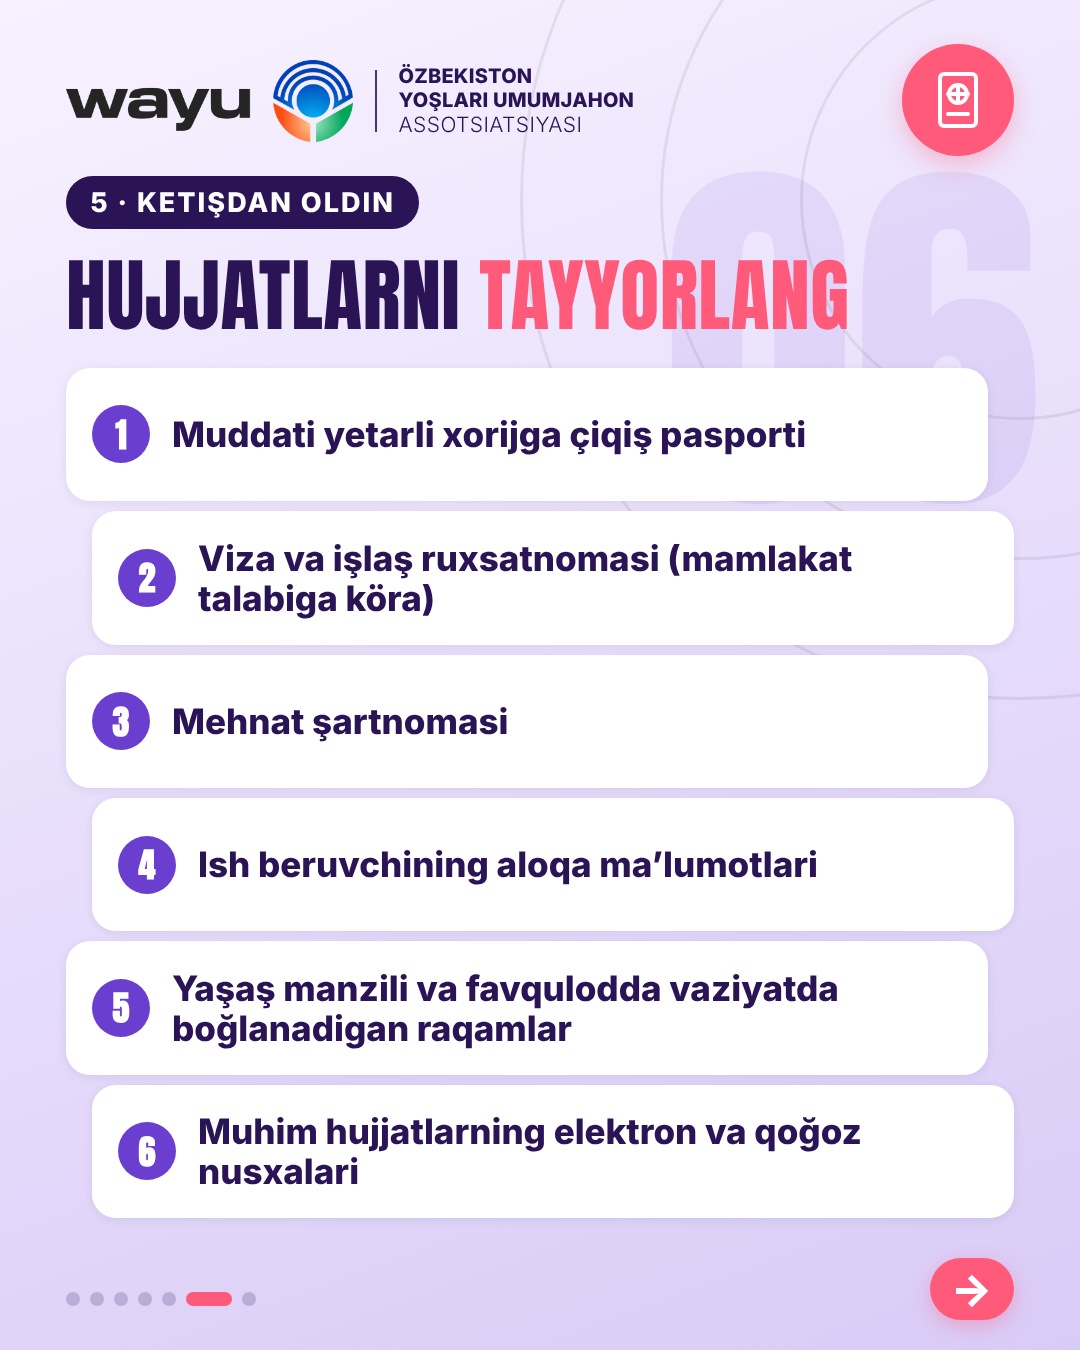 wayu
ÖZBEKISTON
YOŞLARI UMUMJAHON
ASSOTSIATSIYASI
5 · KETIŞDAN OLDIN
06
HUJJATLARNI TAYYORLANG
1 Muddati yetarli xorijga çiqiş pasporti
2 Viza va işlaş ruxsatnomasi (mamlakat
talabiga köra)
3 Mehnat şartnomasi
4 Ish beruvchining aloqa ma’lumotlari
5 Yaşaş manzili va favqulodda vaziyatda
boğlanadigan raqamlar
6 Muhim hujjatlarning elektron va qoğoz
nusxalari